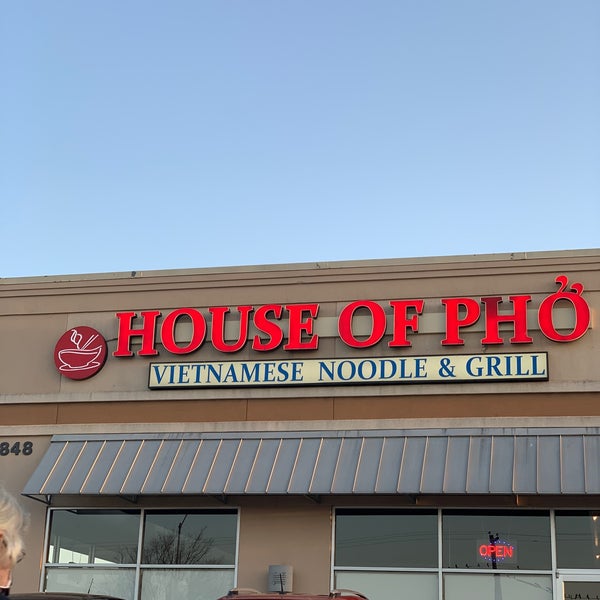 HOUSE OF PHỞ
VIETNAMESE NOODLE & GRILL
848
OPEN